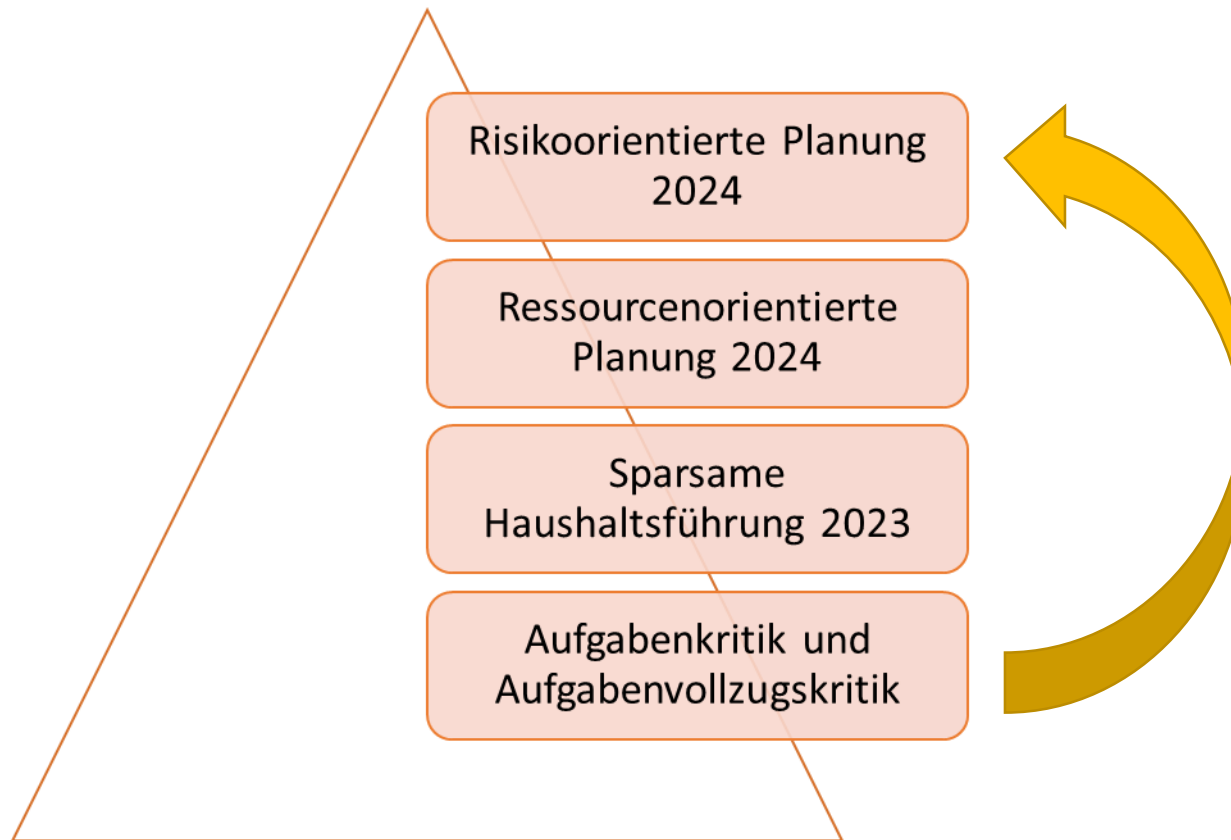 Risikoorientierte Planung
2024
Ressourcenorientierte
Planung 2024
Sparsame
Haushaltsführung 2023
Aufgabenkritik und
Aufgabenvollzugskritik